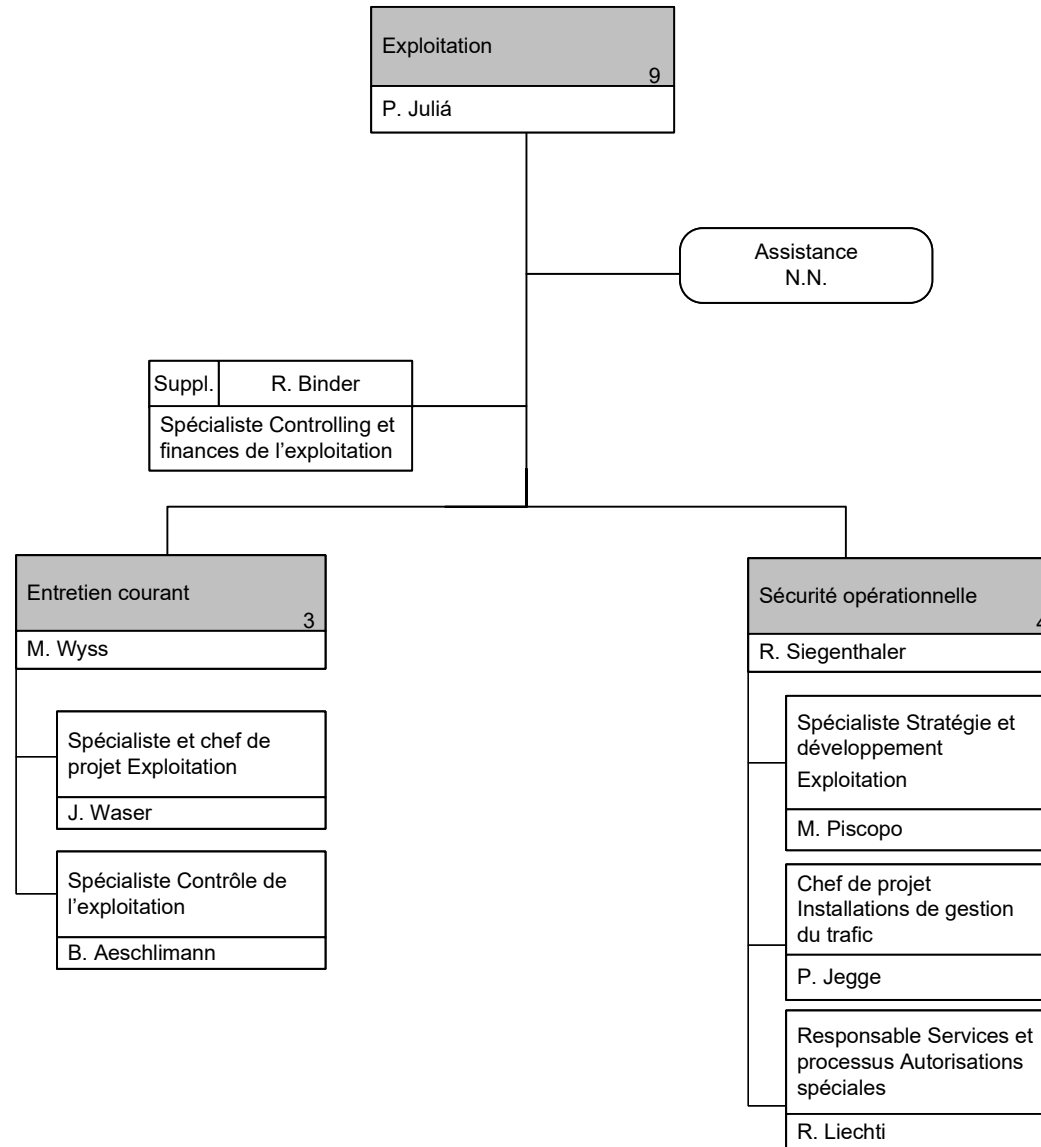 Exploitation
9
P. Juliá
Assistance
N.N.
Suppl.
R. Binder
Spécialiste Controlling et
finances de l’exploitation
Entretien courant
3
M. Wyss
Spécialiste et chef de
projet Exploitation
J. Waser
Spécialiste Contrôle de
l’exploitation
B. Aeschlimann
Sécurité opérationnelle
4
R. Siegenthaler
Spécialiste Stratégie et
développement
Exploitation
M. Piscopo
Chef de projet
Installations de gestion
du trafic
P. Jegge
Responsable Services et
processus Autorisations
spéciales
R. Liechti